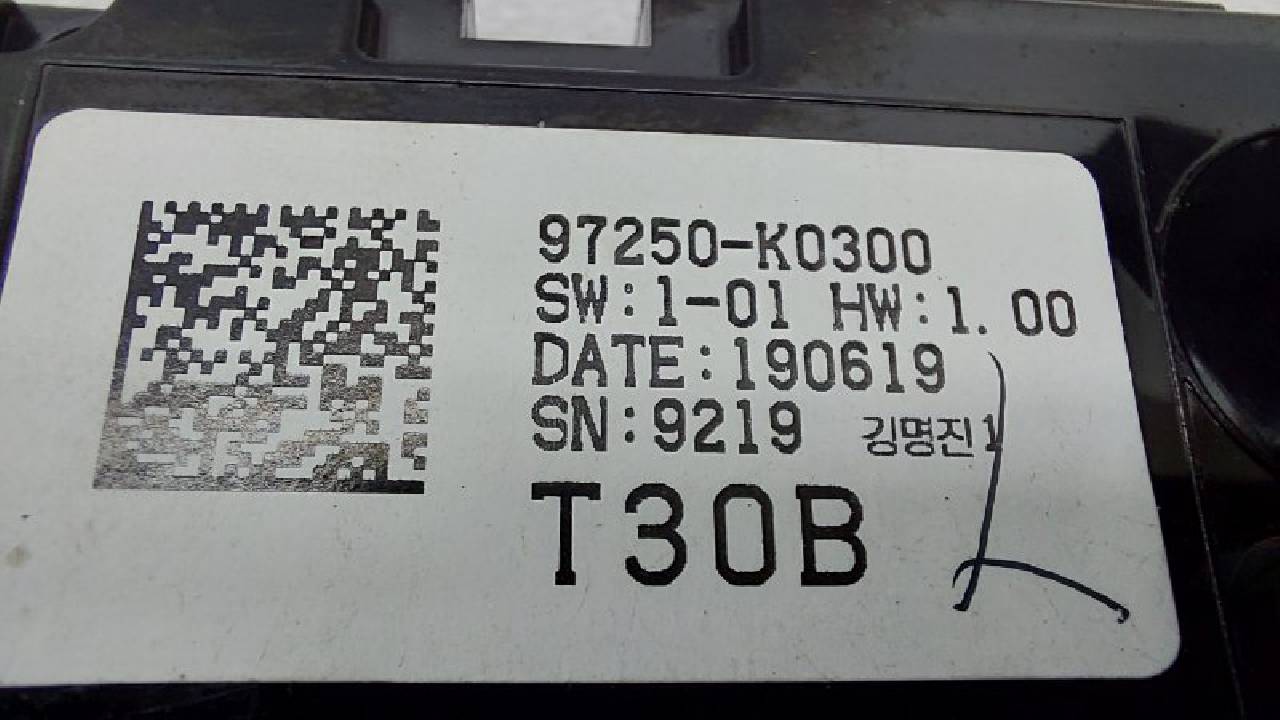 97250-K0300
SW:1-01 HW:1.00
DATE:190619
SN:9219 김명진1
T30B